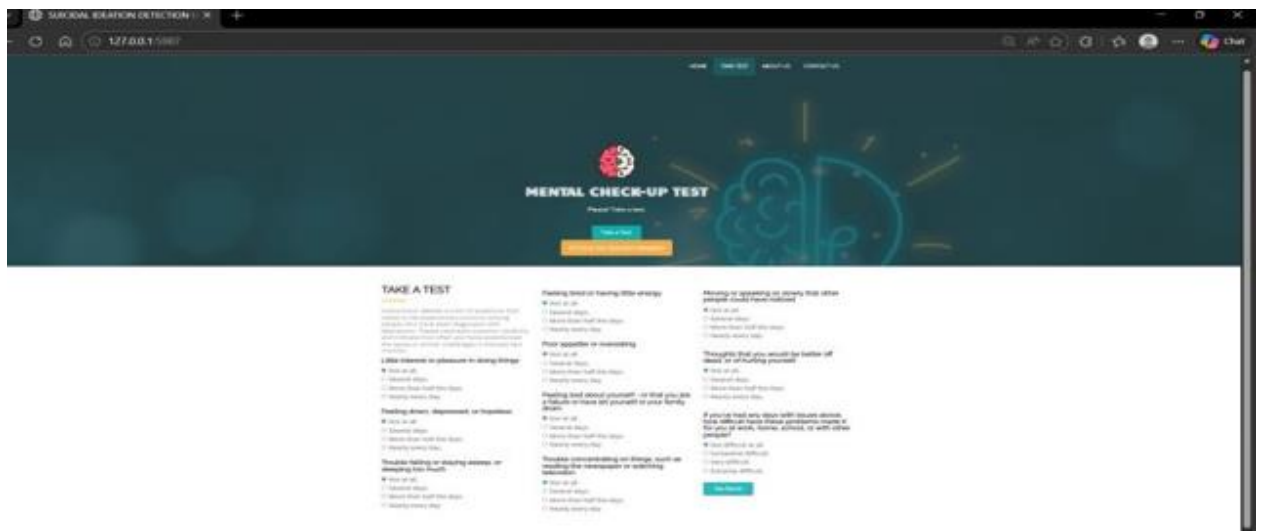 SUICIDAL IDEATION DETECTION
127.0.0.1
Chat
HOME TAKE TEST ABOUT US CONTACT US
MENTAL CHECK-UP TEST
Please! Take a test
Take a Test
TAKE A TEST
Little interest or pleasure in doing things
Not at all
Several days
More than half the days
Nearly every day
Feeling down, depressed, or hopeless
Not at all
Several days
More than half the days
Nearly every day
Trouble falling or staying asleep, or
sleeping too much
Not at all
Several days
More than half the days
Nearly every day
Feeling tired or having little energy
Not at all
Several days
More than half the days
Nearly every day
Poor appetite or overeating
Not at all
Several days
More than half the days
Nearly every day
Feeling bad about yourself - or that you are
a failure or have let yourself or your family
down
Not at all
Several days
More than half the days
Nearly every day
Trouble concentrating on things, such as
reading the newspaper or watching
television
Not at all
Several days
More than half the days
Nearly every day
Moving or speaking so slowly that other
people could have noticed
Not at all
Several days
More than half the days
Nearly every day
Thoughts that you would be better off
dead, or of hurting yourself
Not at all
Several days
More than half the days
Nearly every day
If you've had any days with issues above,
how difficult have these problems made it
for you at work, home, school, or with other
people?
Not difficult at all
Somewhat difficult
Very difficult
Extremely difficult